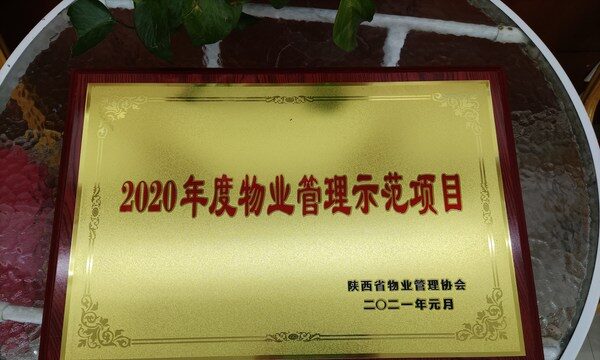 2020年度物业管理示范项目
陕西省物业管理协会
二〇二一年元月